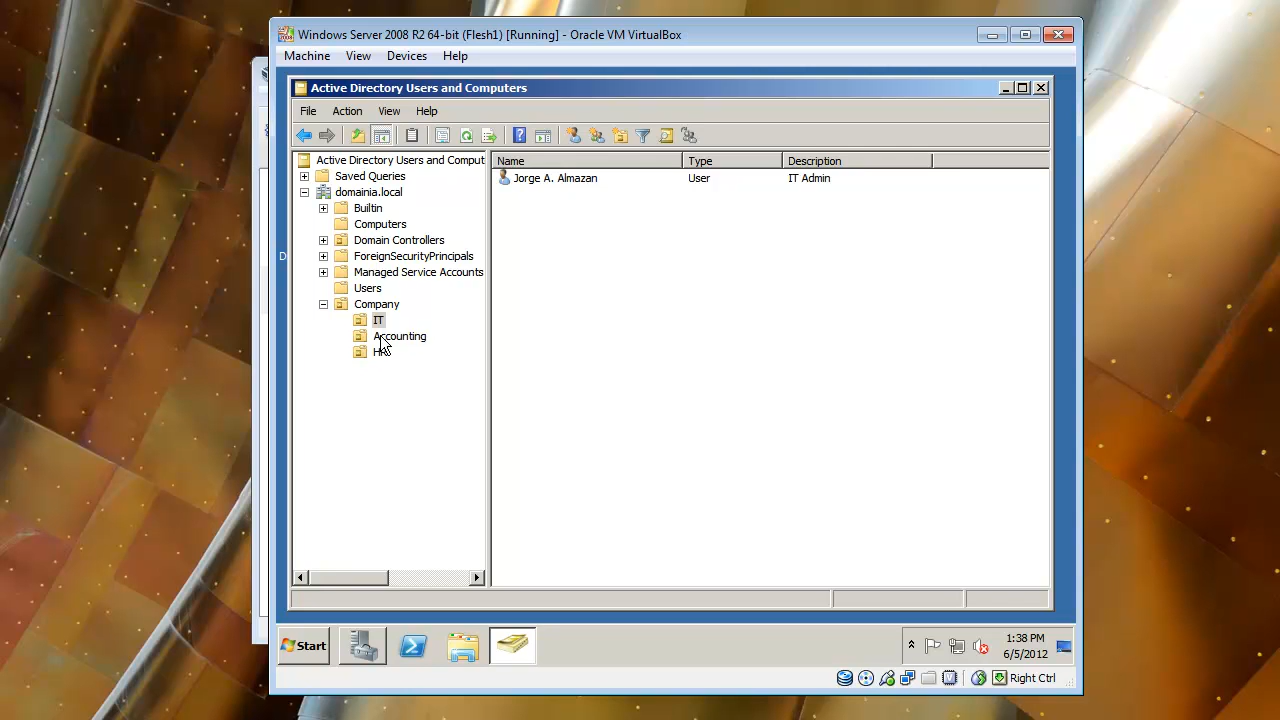 Windows Server 2008 R2 64-bit (Flesh1) [Running] - Oracle VM VirtualBox
Machine View Devices Help
Active Directory Users and Computers
File Action View Help
Active Directory Users and Comput
Name Type Description
Saved Queries
Jorge A. Almazan User IT Admin
domainia.local
Builtin
Computers
Domain Controllers
ForeignSecurityPrincipals
D
Managed Service Accounts
Users
Company
IT
Accounting
HR
Start
1:38 PM
6/5/2012
Right Ctrl